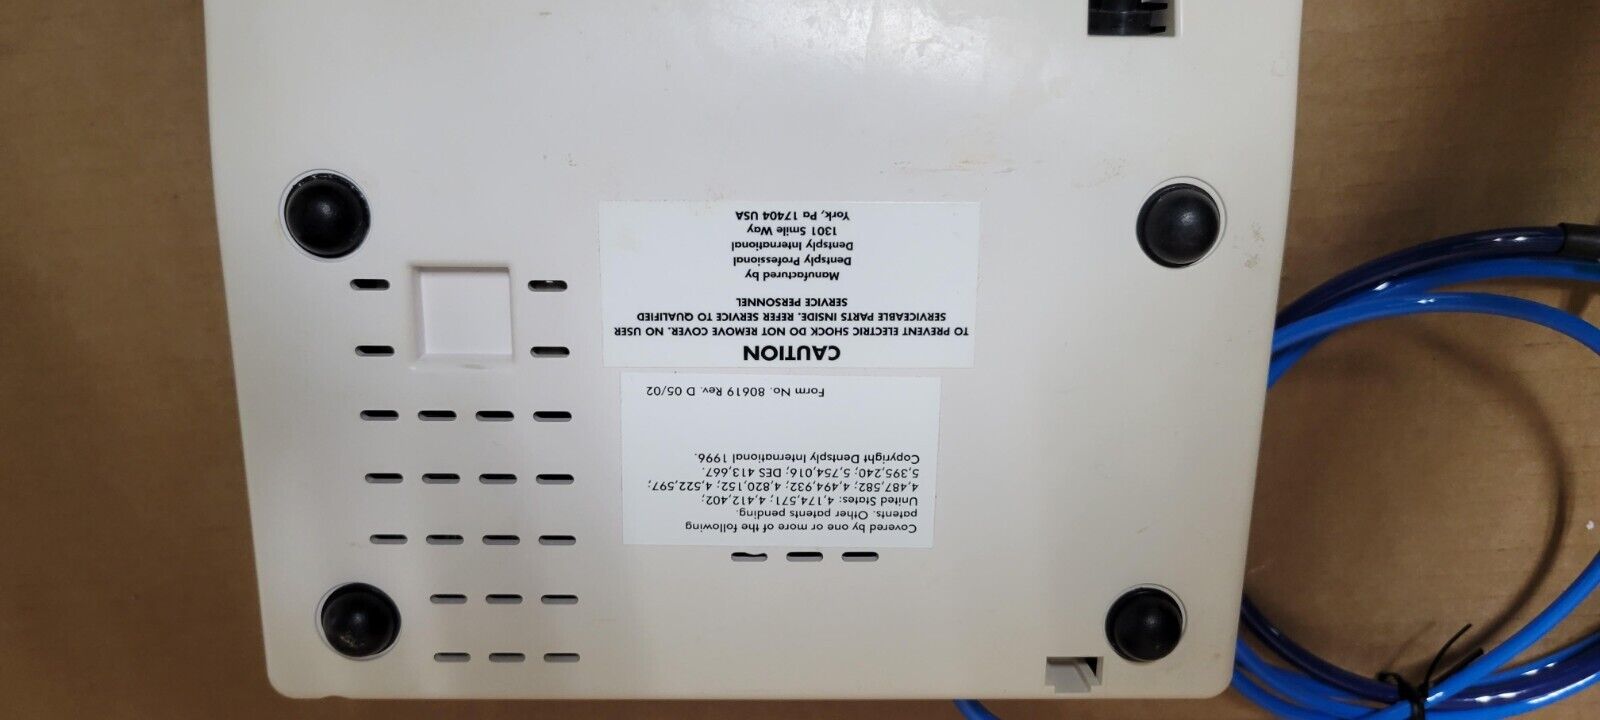 Covered by one or more of the following
patents. Other patents pending.
United States: 4,174,571; 4,412,402;
4,487,582; 4,494,932; 4,820,152; 4,522,597;
5,395,240; 5,754,016; DES 413,667.
Copyright Dentsply International 1996.
Form No. 80619 Rev. D 05/02
CAUTION
TO PREVENT ELECTRIC SHOCK DO NOT REMOVE COVER. NO USER
SERVICEABLE PARTS INSIDE. REFER SERVICE TO QUALIFIED
SERVICE PERSONNEL
Manufactured by
Dentsply Professional
Dentsply International
1301 Smile Way
York, Pa 17404 USA